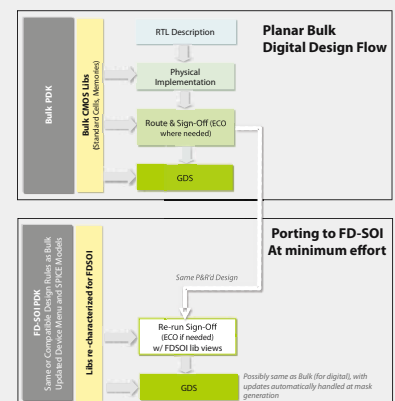 Planar Bulk
Digital Design Flow
Bulk PDK
Bulk CMOS Libs
(Standard Cells, Memories)
RTL Description
Physical
Implementation
Route & Sign-Off (ECO
where needed)
GDS
Porting to FD-SOI
At minimum effort
FD-SOI PDK
Same or Compatible Design Rules as Bulk
Updated Device Menu and SPICE Models
Libs re-characterized for FDSOI
Same P&R'd Design
Re-run Sign-Off
(ECO if needed)
w/ FDSOI lib views
GDS
Possibly same as Bulk (for digital), with
updates automatically handled at mask
generation